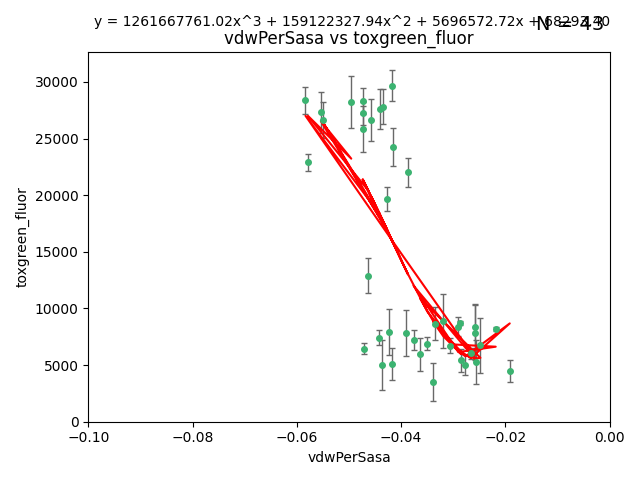 y = 1261667761.02x^3 + 159122327.94x^2 + 5696572.72x + 68293.40
N = 43
vdwPerSasa vs toxgreen_fluor
30000
25000
20000
15000
10000
5000
0
toxgreen_fluor
−0.10 −0.08 −0.06 −0.04 −0.02 0.00
vdwPerSasa